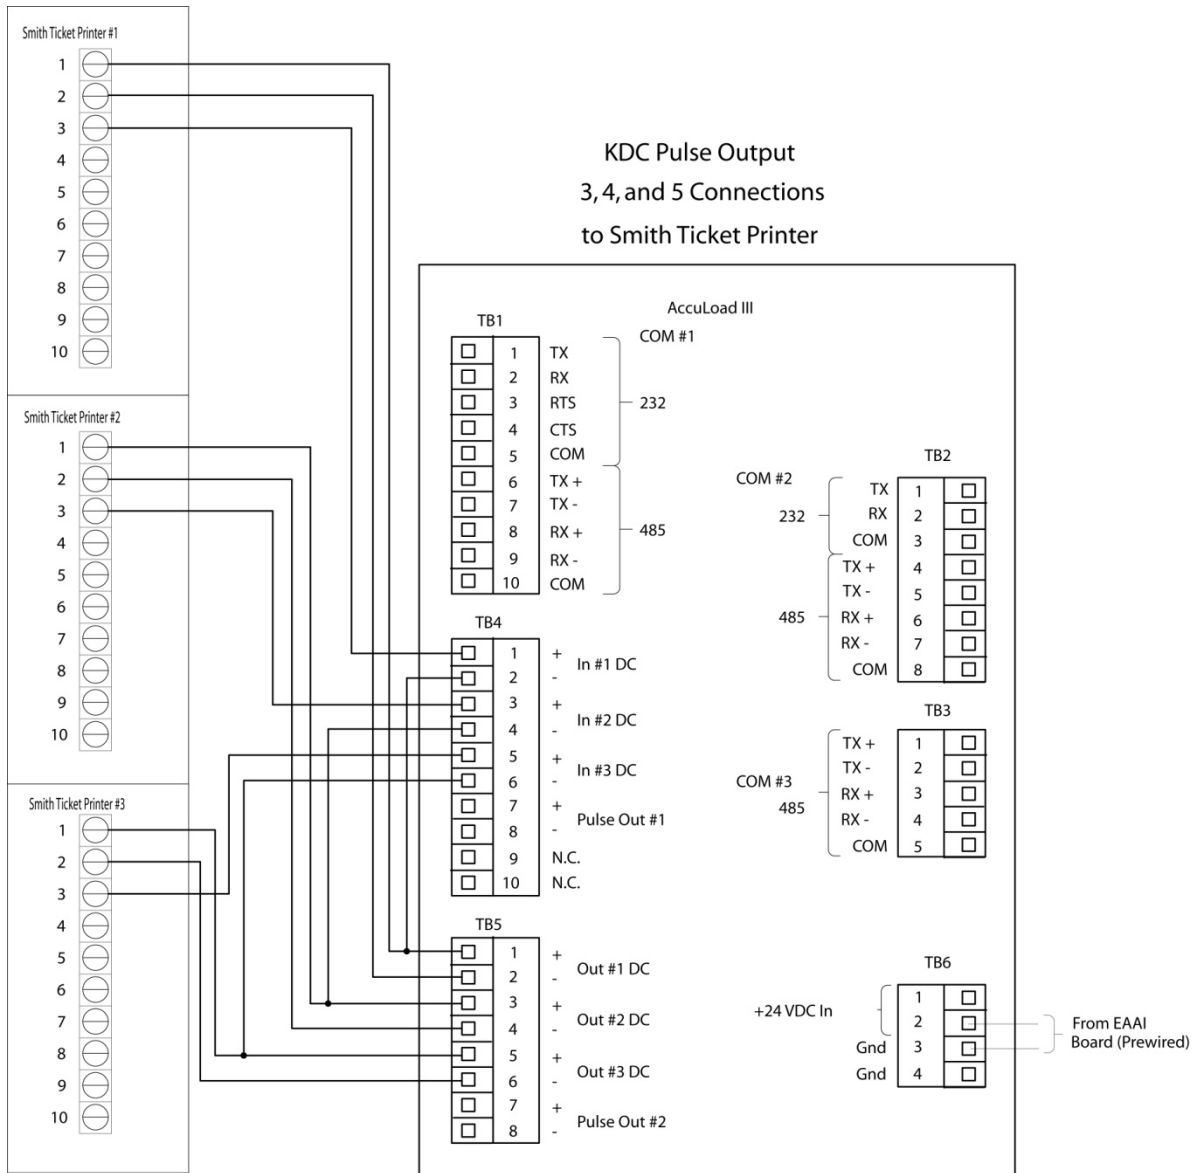 Smith Ticket Printer #1
1
2
3
4
5
6
7
8
9
10
Smith Ticket Printer #2
1
2
3
4
5
6
7
8
9
10
Smith Ticket Printer #3
1
2
3
4
5
6
7
8
9
10
KDC Pulse Output
3, 4, and 5 Connections
to Smith Ticket Printer
AccuLoad III
TB1
COM #1
1 TX
2 RX
3 RTS
4 CTS
5 COM
232
6 TX +
7 TX -
8 RX +
9 RX -
10 COM
485
TB4
1 +
2 -
In #1 DC
3 +
4 -
In #2 DC
5 +
6 -
In #3 DC
7 +
8 -
Pulse Out #1
9 N.C.
10 N.C.
TB5
1 +
2 -
Out #1 DC
3 +
4 -
Out #2 DC
5 +
6 -
Out #3 DC
7 +
8 -
Pulse Out #2
TB2
COM #2
232
TX 1
RX 2
COM 3
485
TX + 4
TX - 5
RX + 6
RX - 7
COM 8
TB3
COM #3
485
TX + 1
TX - 2
RX + 3
RX - 4
COM 5
TB6
+24 VDC In
1
2
Gnd 3
Gnd 4
From EAAI
Board (Prewired)